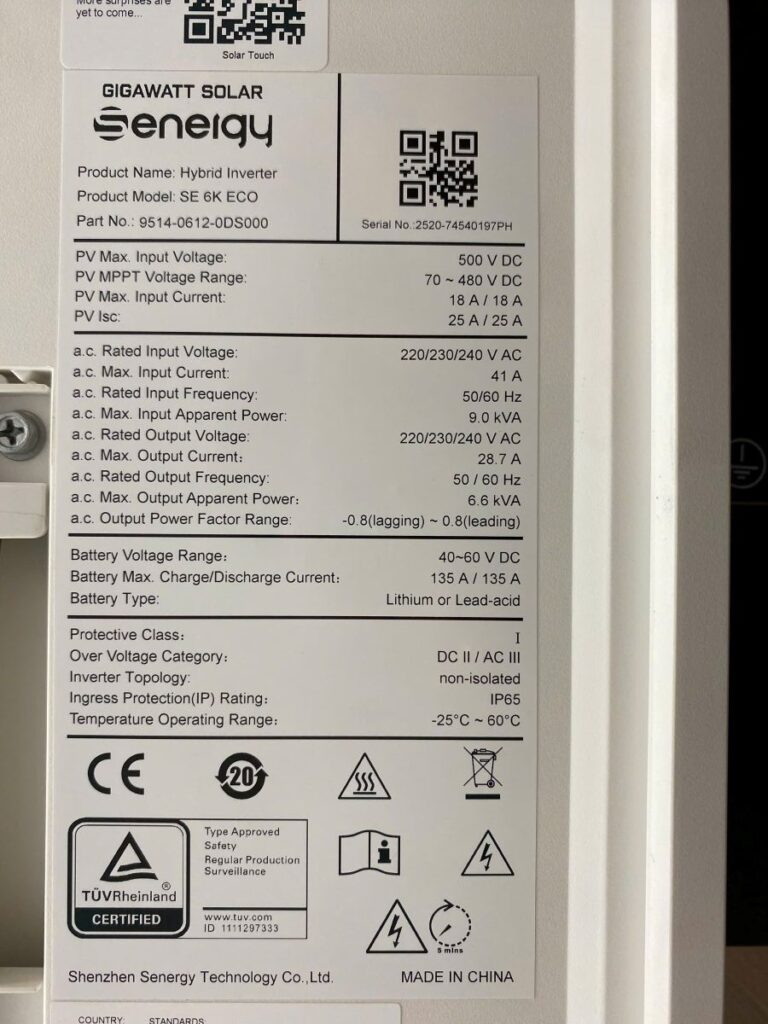 More surprises are
yet to come...
Solar Touch
GIGAWATT SOLAR
Senergy
Product Name: Hybrid Inverter
Product Model: SE 6K ECO
Part No.: 9514-0612-0DS000
Serial No.:2520-74540197PH
PV Max. Input Voltage: 500 V DC
PV MPPT Voltage Range: 70 ~ 480 V DC
PV Max. Input Current: 18 A / 18 A
PV Isc: 25 A / 25 A
a.c. Rated Input Voltage: 220/230/240 V AC
a.c. Max. Input Current: 41 A
a.c. Rated Input Frequency: 50/60 Hz
a.c. Max. Input Apparent Power: 9.0 kVA
a.c. Rated Output Voltage: 220/230/240 V AC
a.c. Max. Output Current: 28.7 A
a.c. Rated Output Frequency: 50 / 60 Hz
a.c. Max. Output Apparent Power: 6.6 kVA
a.c. Output Power Factor Range: -0.8(lagging) ~ 0.8(leading)
Battery Voltage Range: 40~60 V DC
Battery Max. Charge/Discharge Current: 135 A / 135 A
Battery Type: Lithium or Lead-acid
Protective Class: I
Over Voltage Category: DC II / AC III
Inverter Topology: non-isolated
Ingress Protection(IP) Rating: IP65
Temperature Operating Range: -25°C ~ 60°C
CE
20
TÜVRheinland®
CERTIFIED
Type Approved
Safety
Regular Production
Surveillance
www.tuv.com
ID 1111297333
5 mins
Shenzhen Senergy Technology Co.,Ltd. MADE IN CHINA
COUNTRY: STANDARDS: